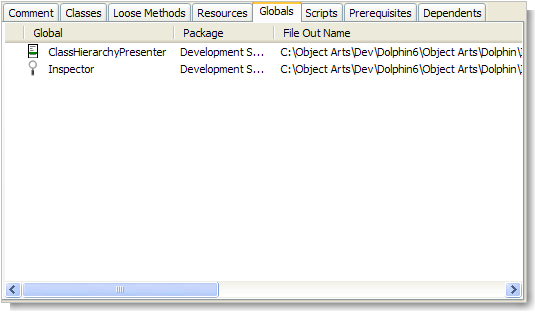 Comment Classes Loose Methods Resources Globals Scripts Prerequisites Dependents
Global Package File Out Name
ClassHierarchyPresenter Development S... C:\Object Arts\Dev\Dolphin6\Object Arts\Dolphin\
Inspector Development S... C:\Object Arts\Dev\Dolphin6\Object Arts\Dolphin\